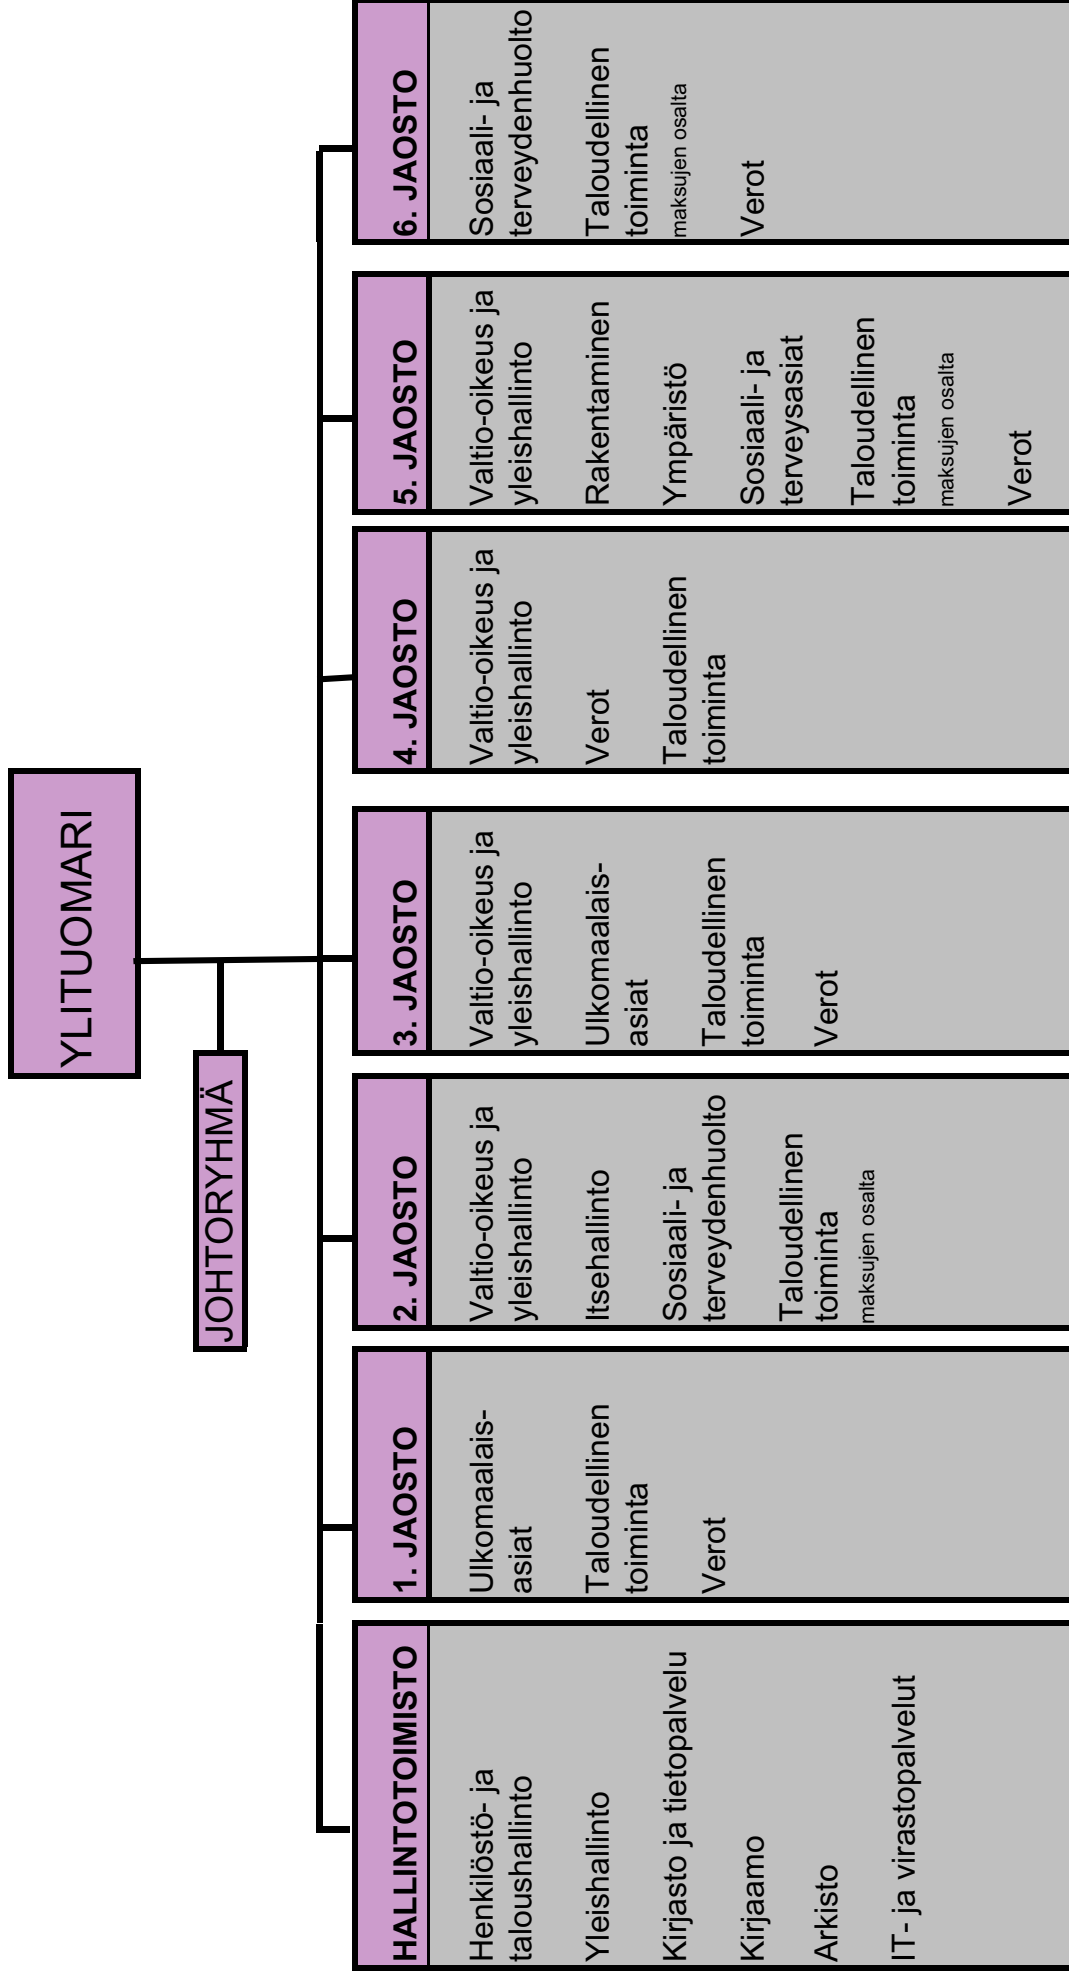 YLITUOMARI
JOHTORYHMÄ
HALLINTOTOIMISTO
Henkilöstö- ja
taloushallinto
Yleishallinto
Kirjasto ja tietopalvelu
Kirjaamo
Arkisto
IT- ja virastopalvelut
1. JAOSTO
Ulkomaalais-
asiat
Taloudellinen
toiminta
Verot
2. JAOSTO
Valtio-oikeus ja
yleishallinto
Itsehallinto
Sosiaali- ja
terveydenhuolto
Taloudellinen
toiminta
maksujen osalta
3. JAOSTO
Valtio-oikeus ja
yleishallinto
Ulkomaalais-
asiat
Taloudellinen
toiminta
Verot
4. JAOSTO
Valtio-oikeus ja
yleishallinto
Verot
Taloudellinen
toiminta
5. JAOSTO
Valtio-oikeus ja
yleishallinto
Rakentaminen
Ympäristö
Sosiaali- ja
terveysasiat
Taloudellinen
toiminta
maksujen osalta
Verot
6. JAOSTO
Sosiaali- ja
terveydenhuolto
Taloudellinen
toiminta
maksujen osalta
Verot